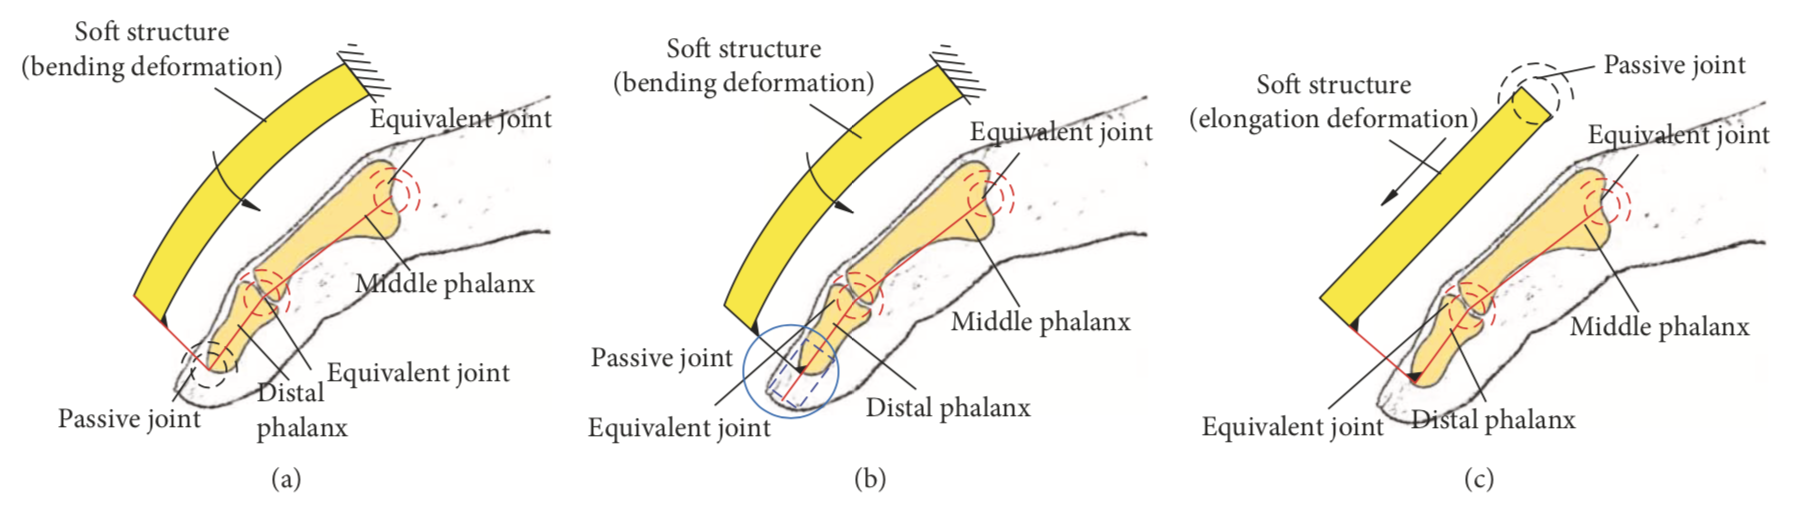 Soft structure
(bending deformation)
Equivalent joint
Middle phalanx
Equivalent joint
Distal
phalanx
Passive joint
(a)
Soft structure
(bending deformation)
Equivalent joint
Middle phalanx
Passive joint
Distal phalanx
Equivalent joint
(b)
Passive joint
Soft structure
(elongation deformation)
Equivalent joint
Middle phalanx
Equivalent joint
Distal phalanx
(c)